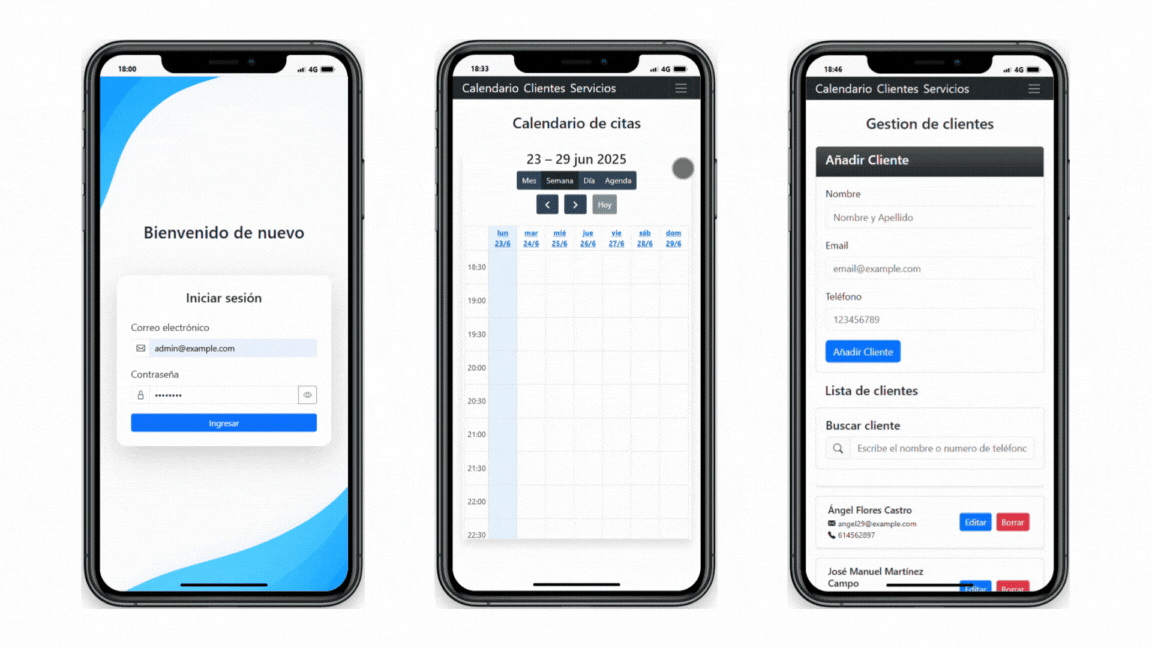 18:00
4G
Bienvenido de nuevo
Iniciar sesión
Correo electrónico
admin@example.com
Contraseña
••••••••
Ingresar
18:33
4G
Calendario Clientes Servicios
Calendario de citas
23 – 29 jun 2025
Mes Semana Día Agenda
Hoy
lun mar mié jue vie sáb dom
23/6 24/6 25/6 26/6 27/6 28/6 29/6
18:30
19:00
19:30
20:00
20:30
21:00
21:30
22:00
22:30
18:46
4G
Calendario Clientes Servicios
Gestion de clientes
Añadir Cliente
Nombre
Nombre y Apellido
Email
email@example.com
Teléfono
123456789
Añadir Cliente
Lista de clientes
Buscar cliente
Escribe el nombre o numero de teléfonc
Ángel Flores Castro
angel29@example.com
614562897
Editar Borrar
José Manuel Martínez
Campo
Editar Borrar